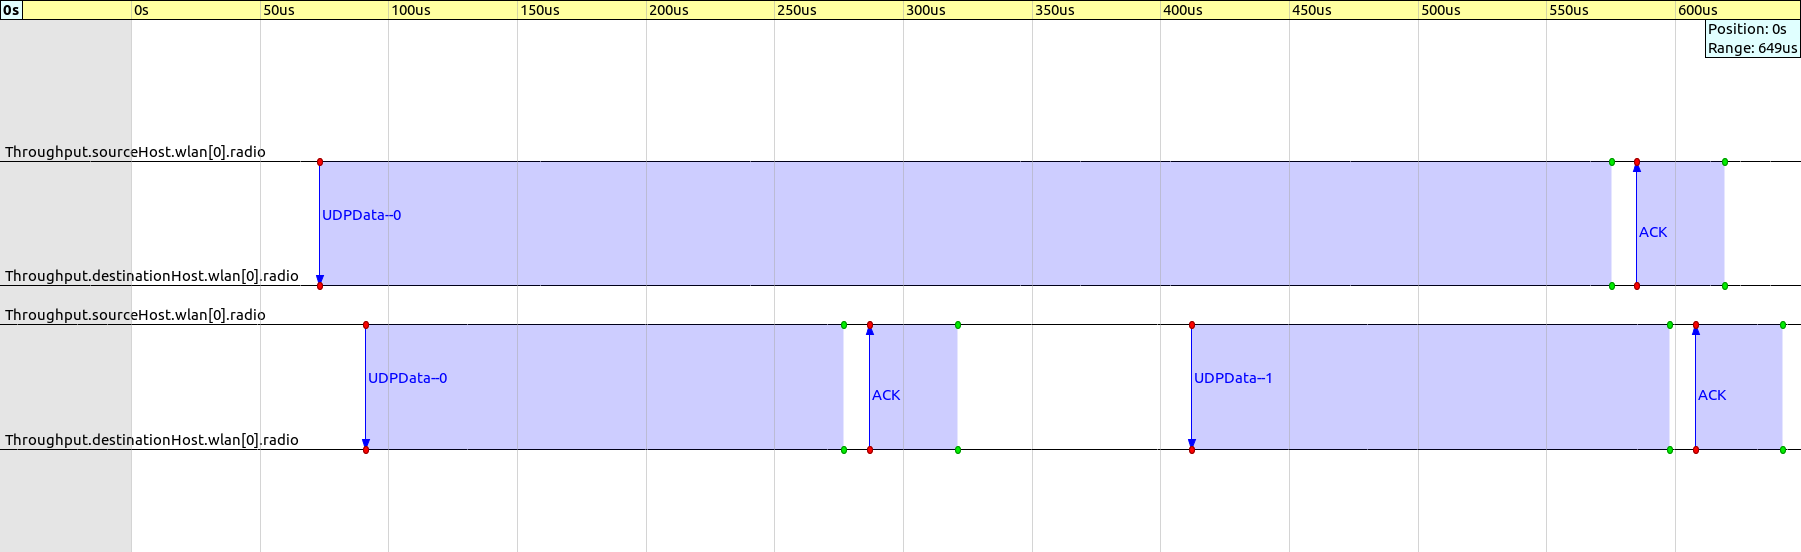 0s 0s 50us 100us 150us 200us 250us 300us 350us 400us 450us 500us 550us 600us
Position: 0s
Range: 649us
Throughput.sourceHost.wlan[0].radio
UDPData--0
ACK
Throughput.destinationHost.wlan[0].radio
Throughput.sourceHost.wlan[0].radio
UDPData--0 UDPData--1
ACK ACK
Throughput.destinationHost.wlan[0].radio